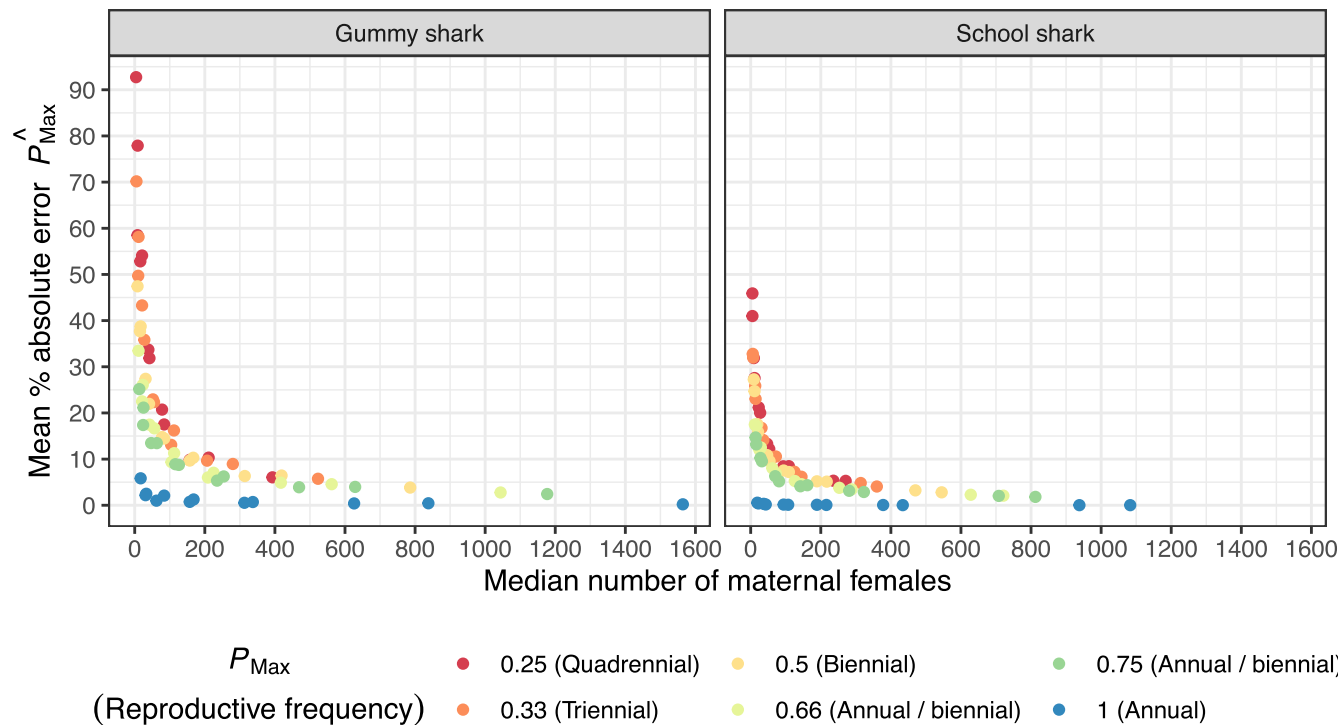 Gummy shark
School shark
Mean % absolute error P̂Max
90
80
70
60
50
40
30
20
10
0
0 200 400 600 800 1000 1200 1400 1600
0 200 400 600 800 1000 1200 1400 1600
Median number of maternal females
PMax
(Reproductive frequency)
0.25 (Quadrennial)
0.33 (Triennial)
0.5 (Biennial)
0.66 (Annual / biennial)
0.75 (Annual / biennial)
1 (Annual)